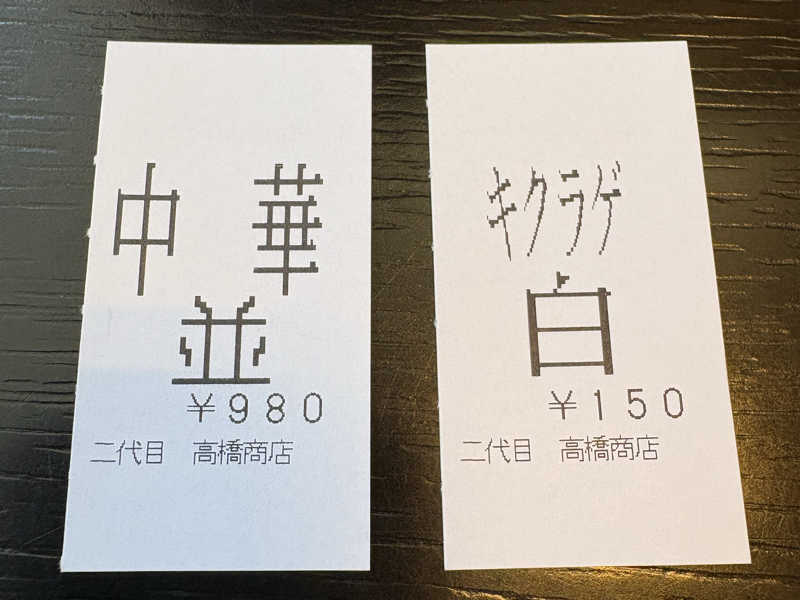 中 華
並
¥980
二代目 高橋商店
キクラゲ
白
¥150
二代目 高橋商店